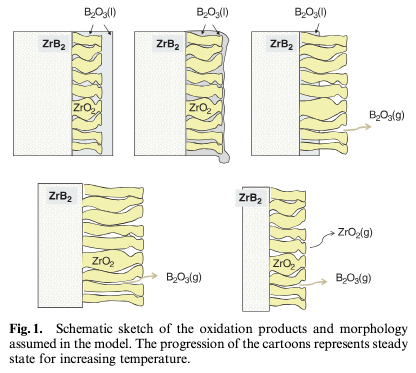 B₂O₃(l)
B₂O₃(l)
B₂O₃(l)
ZrB₂
ZrB₂
ZrB₂
ZrO₂
ZrO₂
B₂O₃(g)
ZrB₂
ZrB₂
ZrO₂(g)
ZrO₂
ZrO₂
B₂O₃(g)
B₂O₃(g)
Fig. 1. Schematic sketch of the oxidation products and morphology
assumed in the model. The progression of the cartoons represents steady
state for increasing temperature.